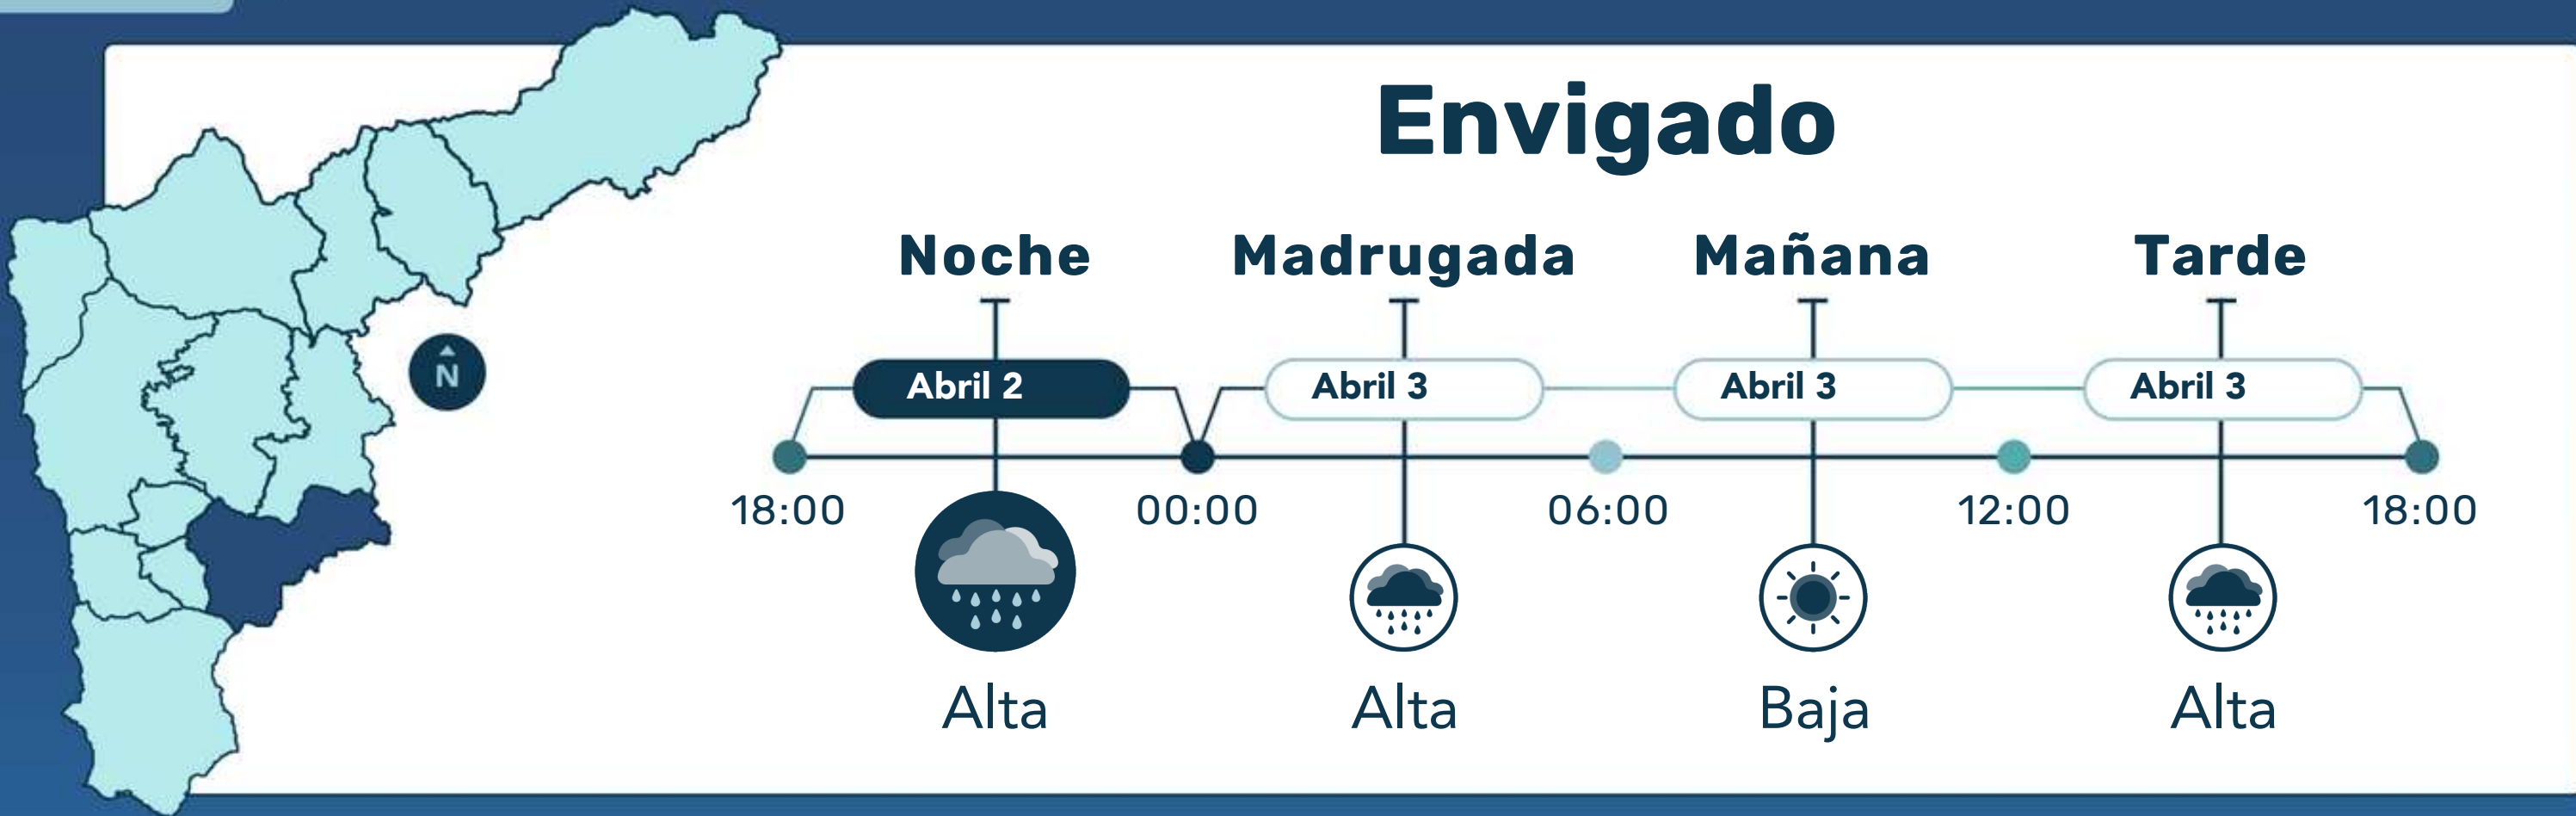 Envigado
Noche Madrugada Mañana Tarde
Abril 2 Abril 3 Abril 3 Abril 3
N
18:00 00:00 06:00 12:00 18:00
Alta Alta Baja Alta